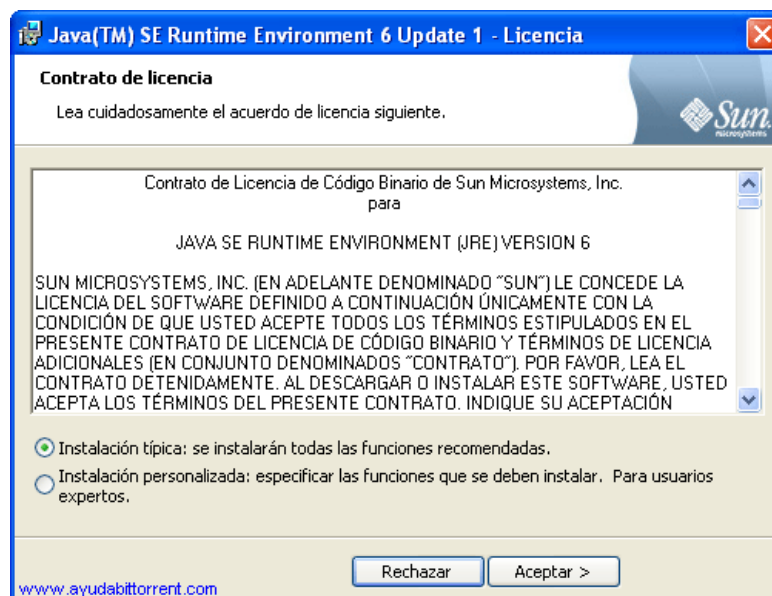 Java(TM) SE Runtime Environment 6 Update 1 - Licencia
Contrato de licencia
Lea cuidadosamente el acuerdo de licencia siguiente.
Sun
microsystems
Contrato de Licencia de Código Binario de Sun Microsystems, Inc.
para
JAVA SE RUNTIME ENVIRONMENT (JRE) VERSION 6
SUN MICROSYSTEMS, INC. (EN ADELANTE DENOMINADO "SUN") LE CONCEDE LA
LICENCIA DEL SOFTWARE DEFINIDO A CONTINUACIÓN ÚNICAMENTE CON LA
CONDICIÓN DE QUE USTED ACEPTE TODOS LOS TÉRMINOS ESTIPULADOS EN EL
PRESENTE CONTRATO DE LICENCIA DE CÓDIGO BINARIO Y TÉRMINOS DE LICENCIA
ADICIONALES (EN CONJUNTO DENOMINADOS "CONTRATO"). POR FAVOR, LEA EL
CONTRATO DETENIDAMENTE. AL DESCARGAR O INSTALAR ESTE SOFTWARE, USTED
ACEPTA LOS TÉRMINOS DEL PRESENTE CONTRATO. INDIQUE SU ACEPTACIÓN
Instalación típica: se instalarán todas las funciones recomendadas.
Instalación personalizada: especificar las funciones que se deben instalar. Para usuarios
expertos.
Rechazar
Aceptar >
www.ayudabittorrent.com